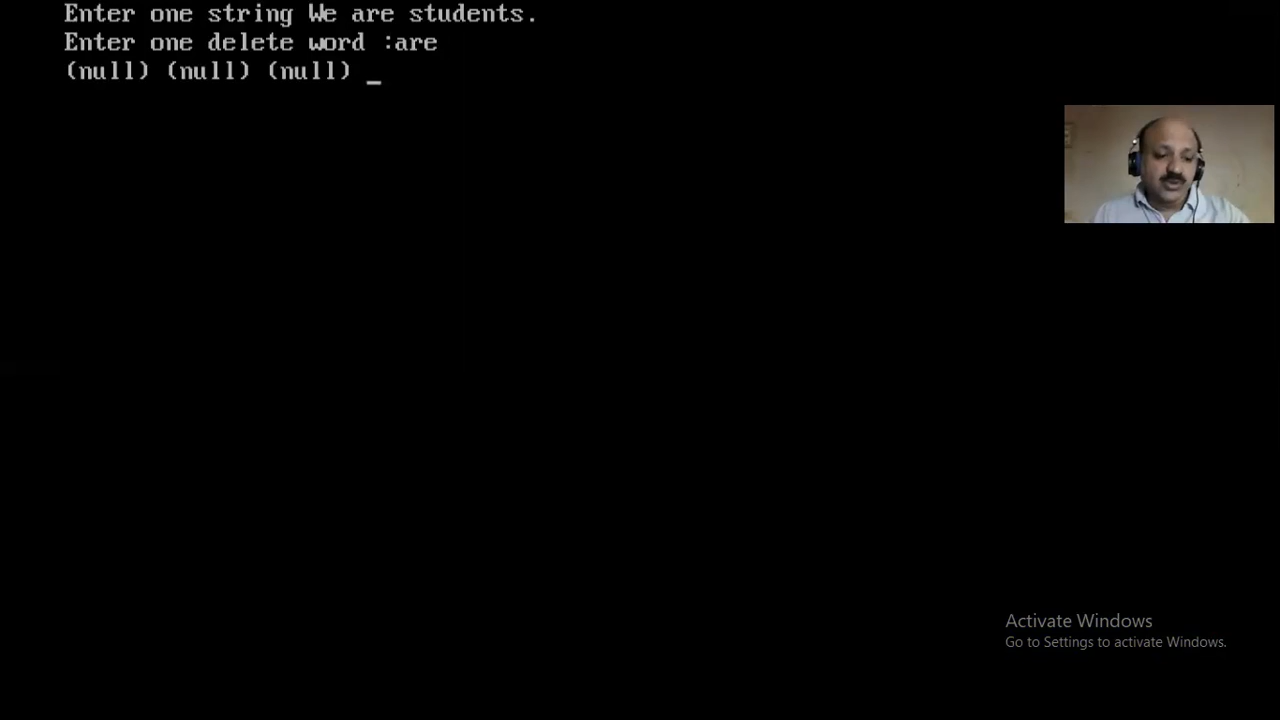 Enter one string We are students.
Enter one delete word :are
(null) (null) (null) _
Activate Windows
Go to Settings to activate Windows.